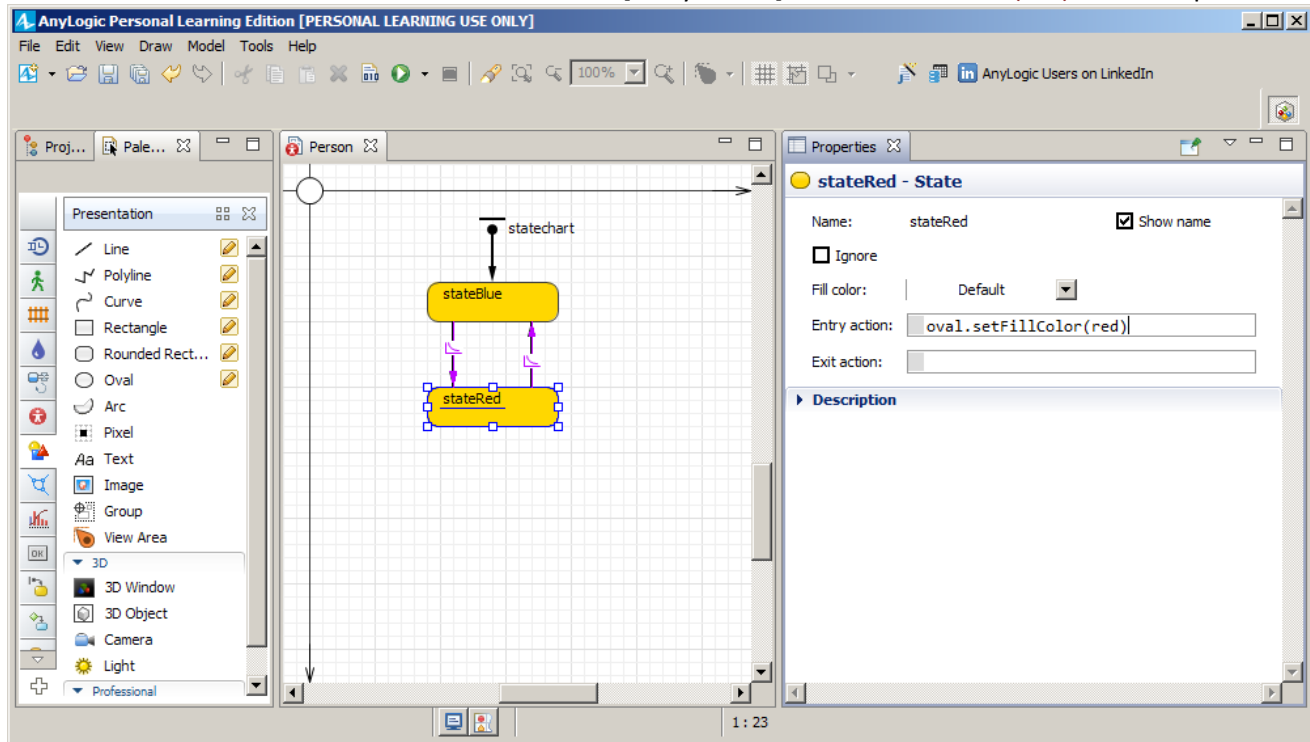 AnyLogic Personal Learning Edition [PERSONAL LEARNING USE ONLY]
File Edit View Draw Model Tools Help
100% AnyLogic Users on LinkedIn
Proj... Pale...
Presentation
Line
Polyline
Curve
Rectangle
Rounded Rect...
Oval
Arc
Pixel
Aa Text
Image
Group
View Area
OK
3D
3D Window
3D Object
Camera
Light
Professional
Person
statechart
stateBlue
stateRed
Properties
stateRed - State
Name: stateRed Show name
Ignore
Fill color: Default
Entry action: oval.setFillColor(red)
Exit action:
Description
1:23